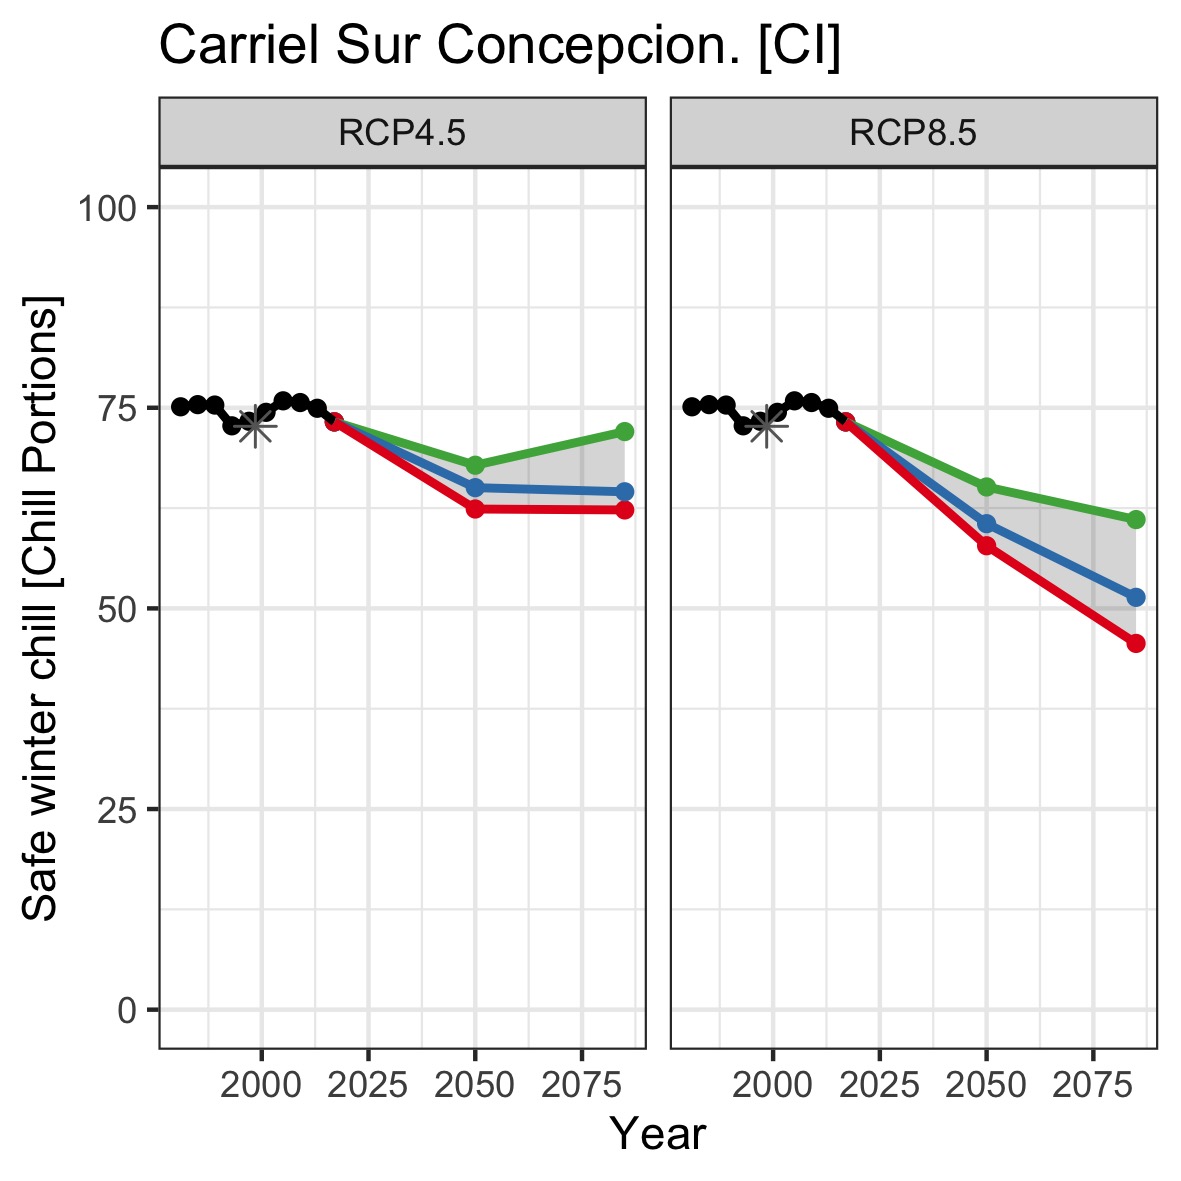 Carriel Sur Concepcion. [CI]
RCP4.5
RCP8.5
Safe winter chill [Chill Portions]
100
75
50
25
0
2000 2025 2050 2075
2000 2025 2050 2075
Year